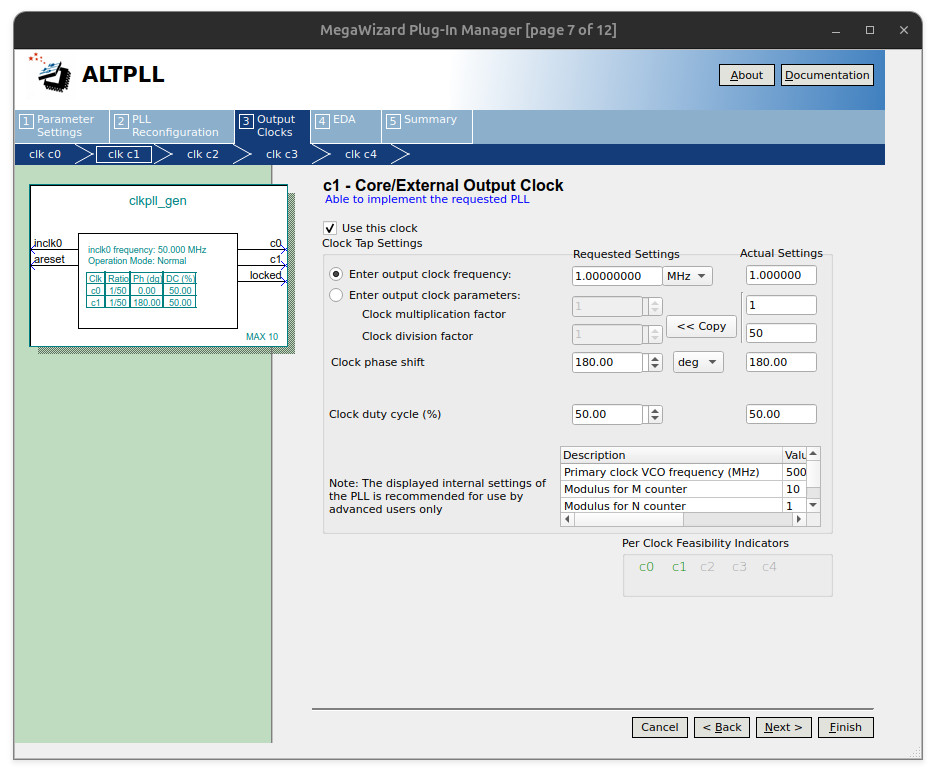 MegaWizard Plug-In Manager [page 7 of 12]
ALTPLL
About
Documentation
1 Parameter Settings
2 PLL Reconfiguration
3 Output Clocks
4 EDA
5 Summary
clk c0
clk c1
clk c2
clk c3
clk c4
clkpll_gen
inclk0
areset
c0
c1
locked
inclk0 frequency: 50.000 MHz
Operation Mode: Normal
Clk Ratio Ph (dg) DC (%)
c0 1/50 0.00 50.00
c1 1/50 180.00 50.00
MAX 10
c1 - Core/External Output Clock
Able to implement the requested PLL
Use this clock
Clock Tap Settings
Requested Settings
Actual Settings
Enter output clock frequency:
1.00000000
MHz
1.000000
Enter output clock parameters:
Clock multiplication factor
1
1
Clock division factor
1
<< Copy
50
Clock phase shift
180.00
deg
180.00
Clock duty cycle (%)
50.00
50.00
Note: The displayed internal settings of
the PLL is recommended for use by
advanced users only
Description Valu
Primary clock VCO frequency (MHz) 500
Modulus for M counter 10
Modulus for N counter 1
Per Clock Feasibility Indicators
c0 c1 c2 c3 c4
Cancel
< Back
Next >
Finish